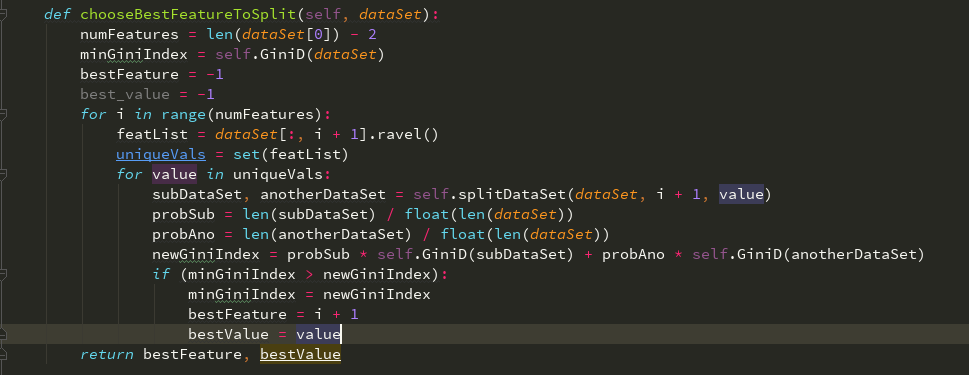 def chooseBestFeatureToSplit(self, dataSet):
    numFeatures = len(dataSet[0]) - 2
    minGiniIndex = self.GiniD(dataSet)
    bestFeature = -1
    best_value = -1
    for i in range(numFeatures):
        featList = dataSet[:, i + 1].ravel()
        uniqueVals = set(featList)
        for value in uniqueVals:
            subDataSet, anotherDataSet = self.splitDataSet(dataSet, i + 1, value)
            probSub = len(subDataSet) / float(len(dataSet))
            probAno = len(anotherDataSet) / float(len(dataSet))
            newGiniIndex = probSub * self.GiniD(subDataSet) + probAno * self.GiniD(anotherDataSet)
            if (minGiniIndex > newGiniIndex):
                minGiniIndex = newGiniIndex
                bestFeature = i + 1
                bestValue = value
    return bestFeature, bestValue